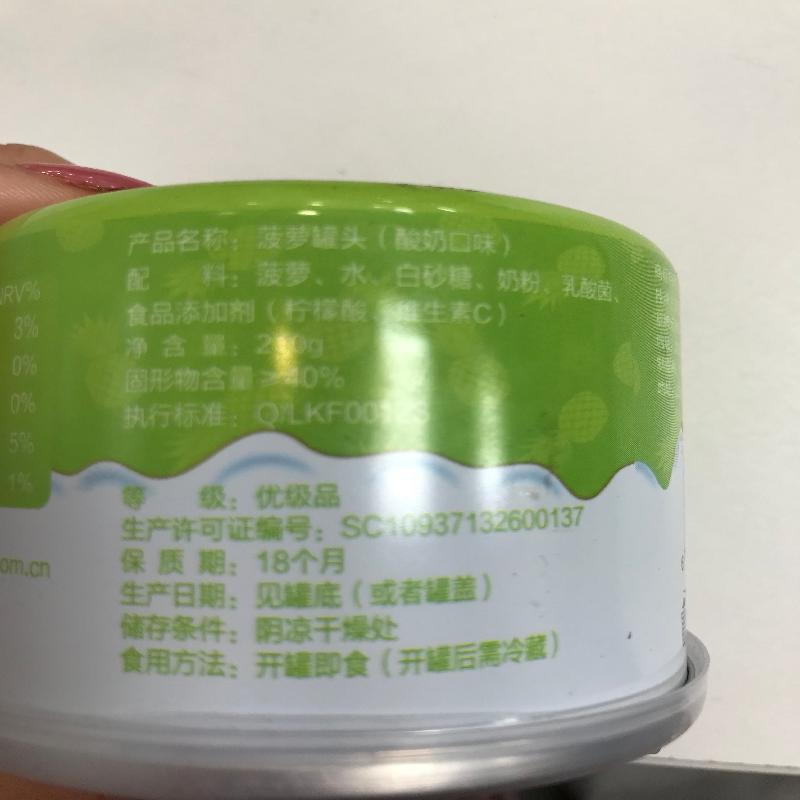 产品名称：菠萝罐头（酸奶口味）
配 料：菠萝、水、白砂糖、奶粉、乳酸菌、
食品添加剂（柠檬酸、维生素C）
净 含 量：
固形物含量≥40%
执行标准：
等 级：优级品
生产许可证编号：SC10937132600137
保 质 期：18个月
生产日期：见罐底（或者罐盖）
储存条件：阴凉干燥处
食用方法：开罐即食（开罐后需冷藏）
NRV%
3%
0%
0%
5%
1%
om.cn